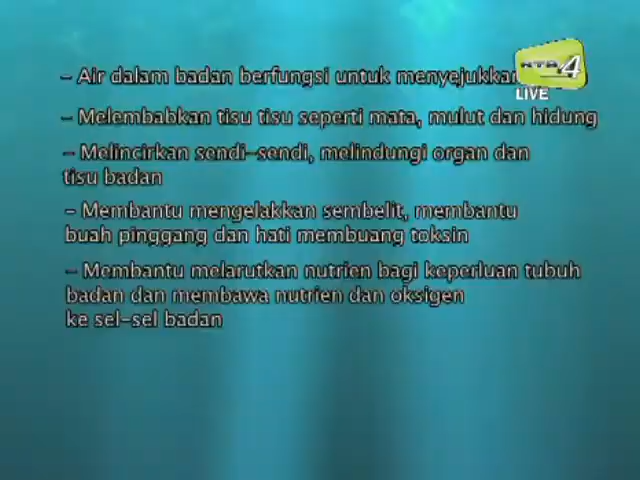 - Air dalam badan berfungsi untuk menyejukkan
LIVE
- Melembabkan tisu tisu seperti mata, mulut dan hidung
- Melincirkan sendi-sendi, melindungi organ dan
tisu badan
- Membantu mengelakkan sembelit, membantu
buah pinggang dan hati membuang toksin
- Membantu melarutkan nutrien bagi keperluan tubuh
badan dan membawa nutrien dan oksigen
ke sel-sel badan